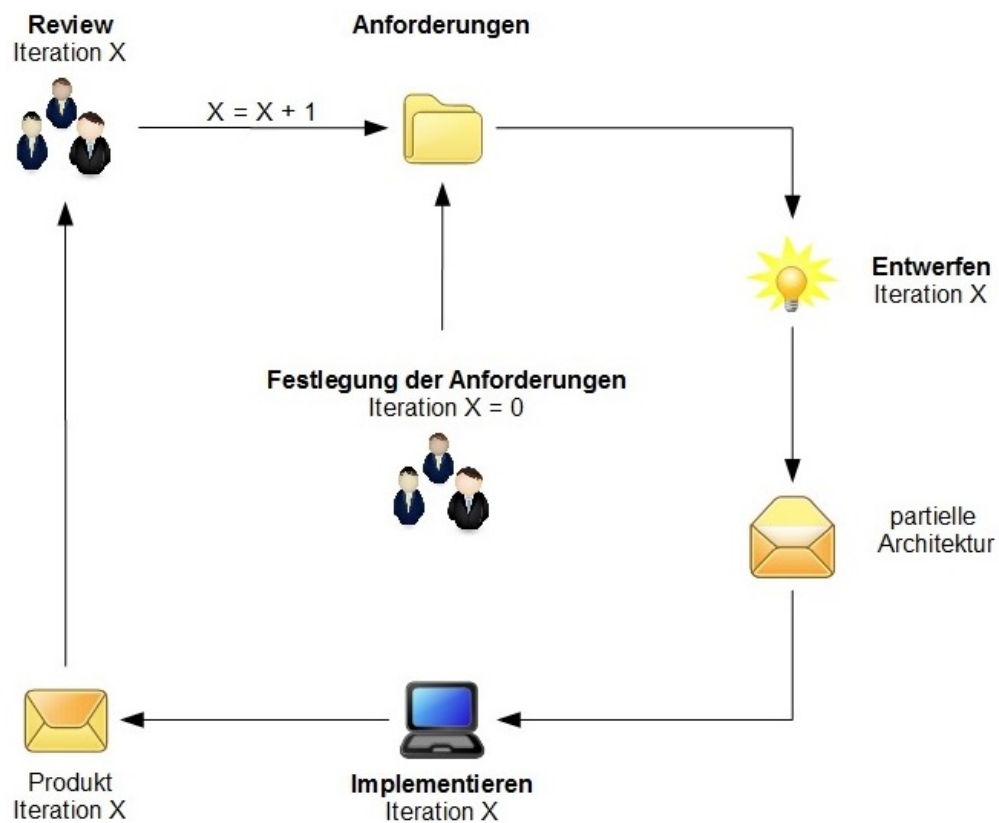 Review
Iteration X
Anforderungen
X = X + 1
Entwerfen
Iteration X
Festlegung der Anforderungen
Iteration X = 0
partielle
Architektur
Produkt
Iteration X
Implementieren
Iteration X